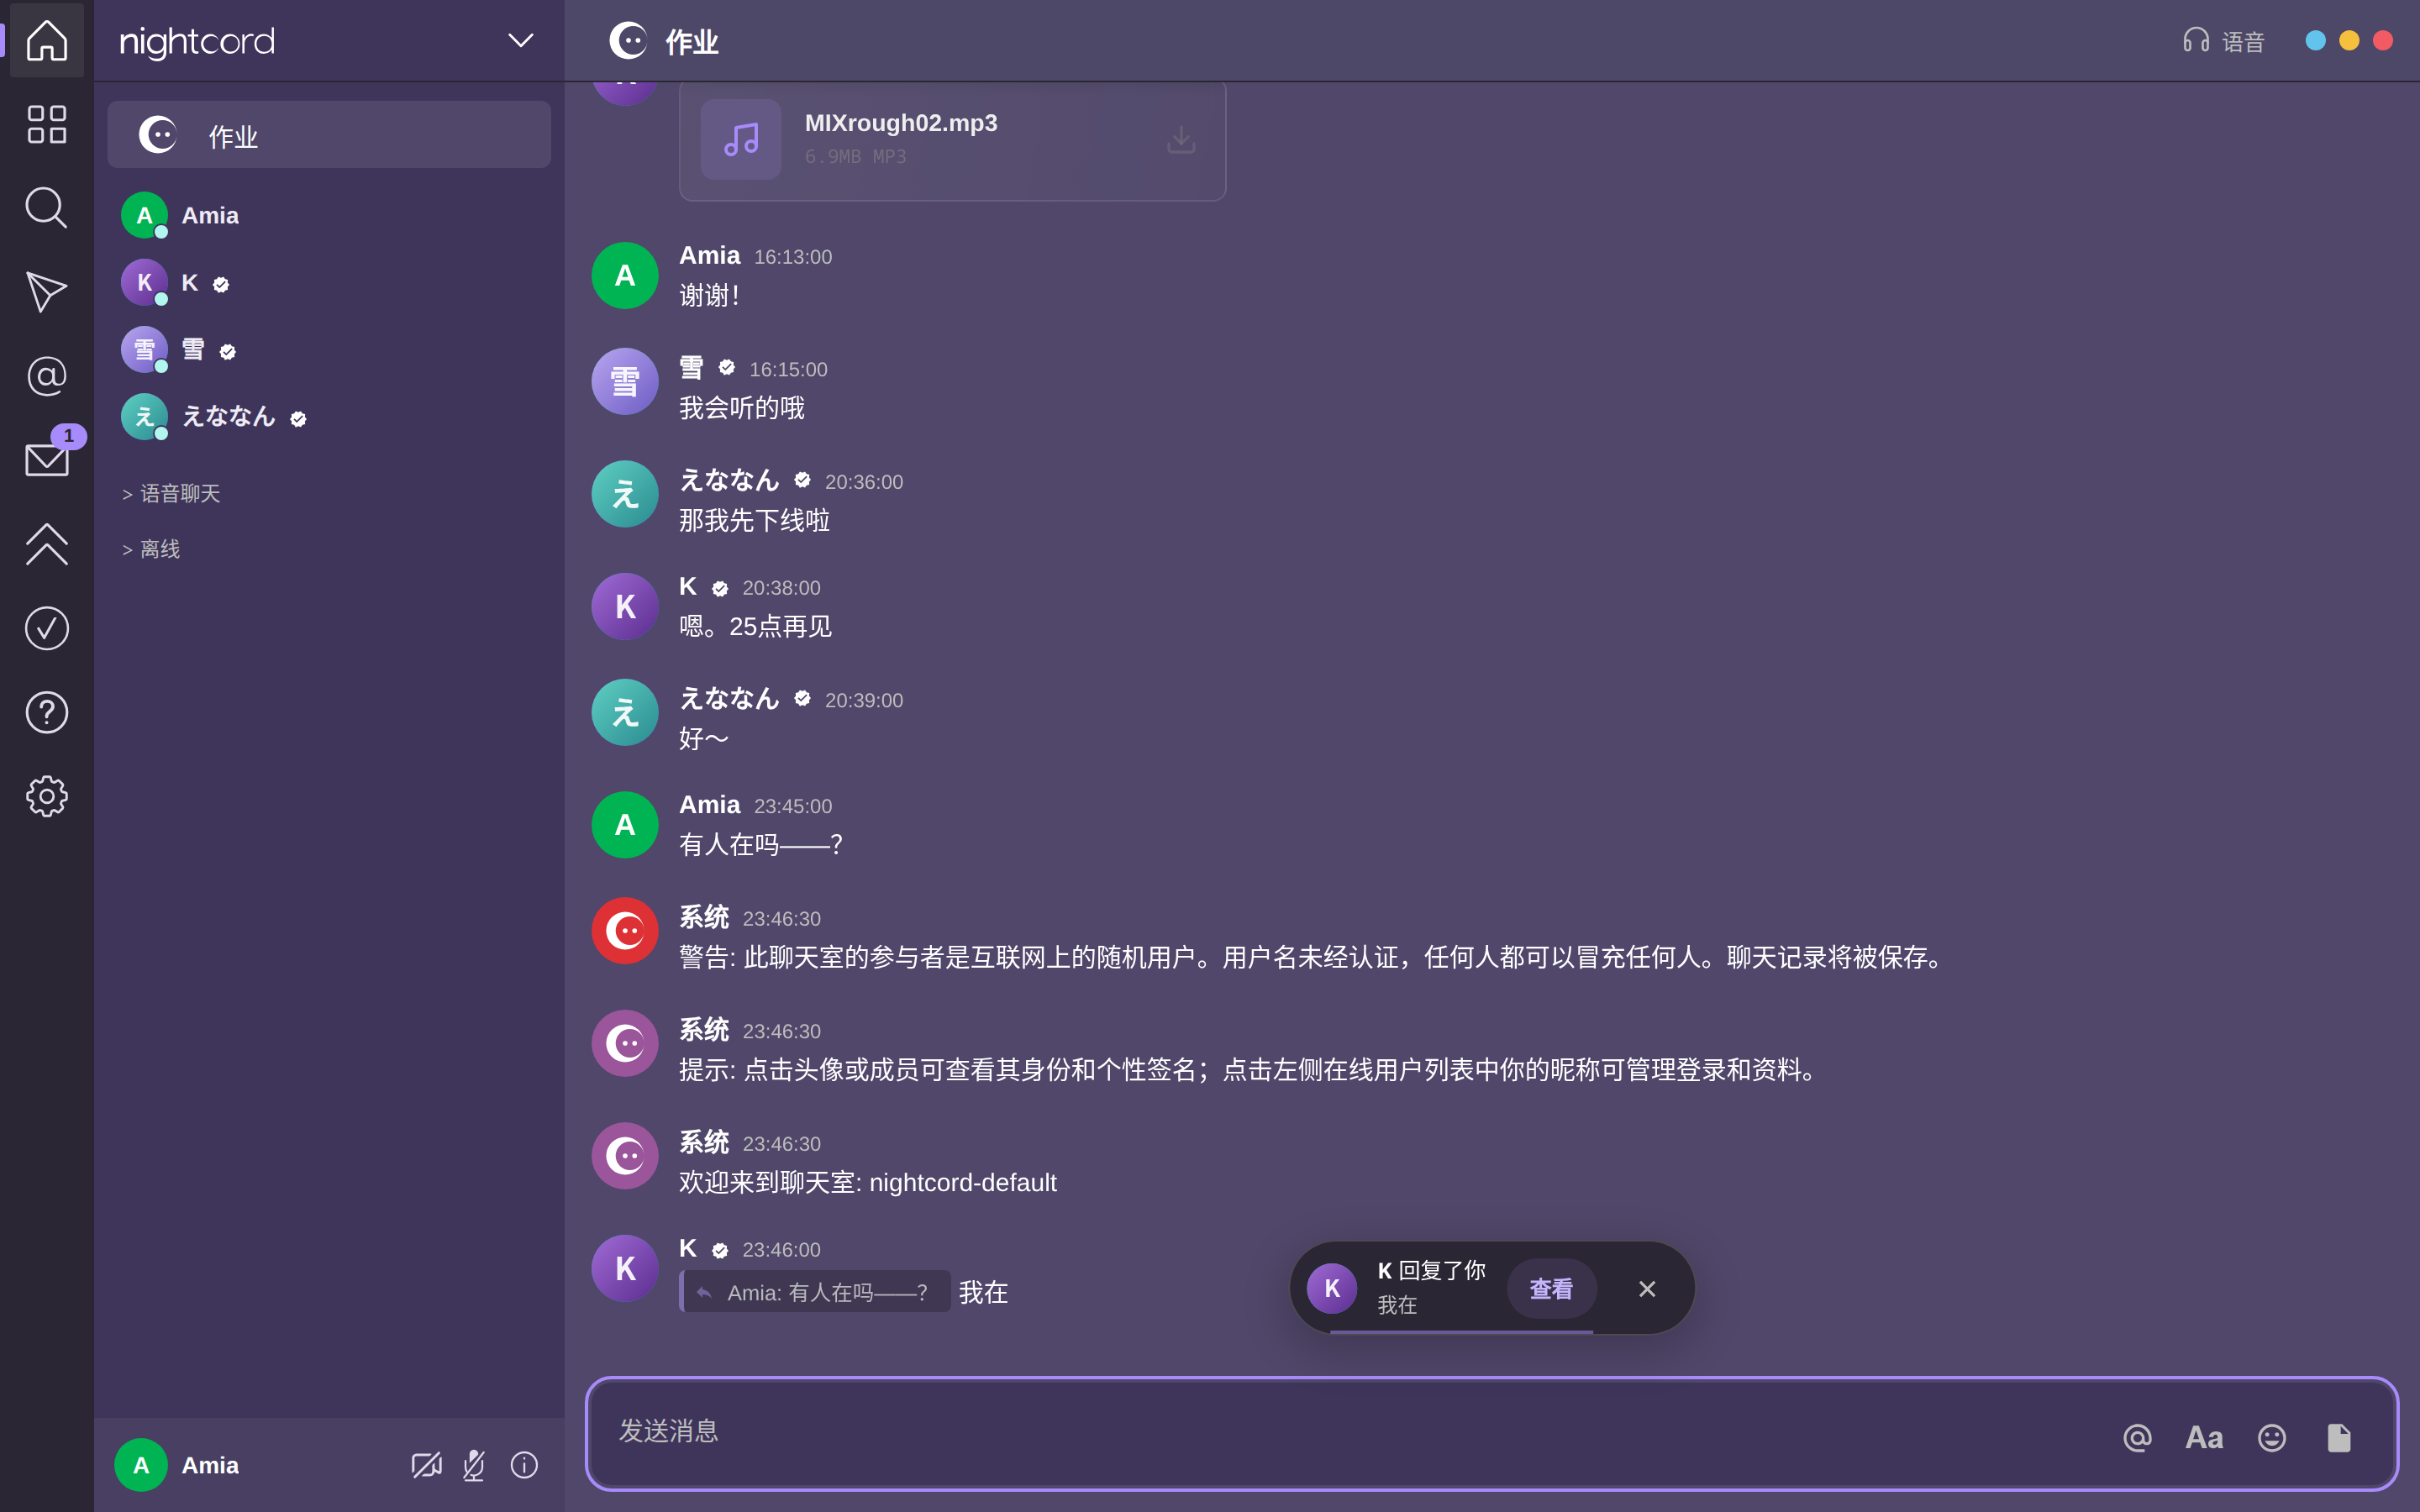 nightcord
作业
A Amia
K K
雪 雪
え えななん
1
> 语音聊天
> 离线
A Amia
作业
语音
MIXrough02.mp3
6.9MB MP3
A Amia 16:13:00
谢谢！
雪 雪 16:15:00
我会听的哦
え えななん 20:36:00
那我先下线啦
K K 20:38:00
嗯。25点再见
え えななん 20:39:00
好～
A Amia 23:45:00
有人在吗——？
系统 23:46:30
警告: 此聊天室的参与者是互联网上的随机用户。用户名未经认证，任何人都可以冒充任何人。聊天记录将被保存。
系统 23:46:30
提示: 点击头像或成员可查看其身份和个性签名；点击左侧在线用户列表中你的昵称可管理登录和资料。
系统 23:46:30
欢迎来到聊天室: nightcord-default
K K 23:46:00
Amia: 有人在吗——？ 我在
K K 回复了你
我在
查看
发送消息
Aa